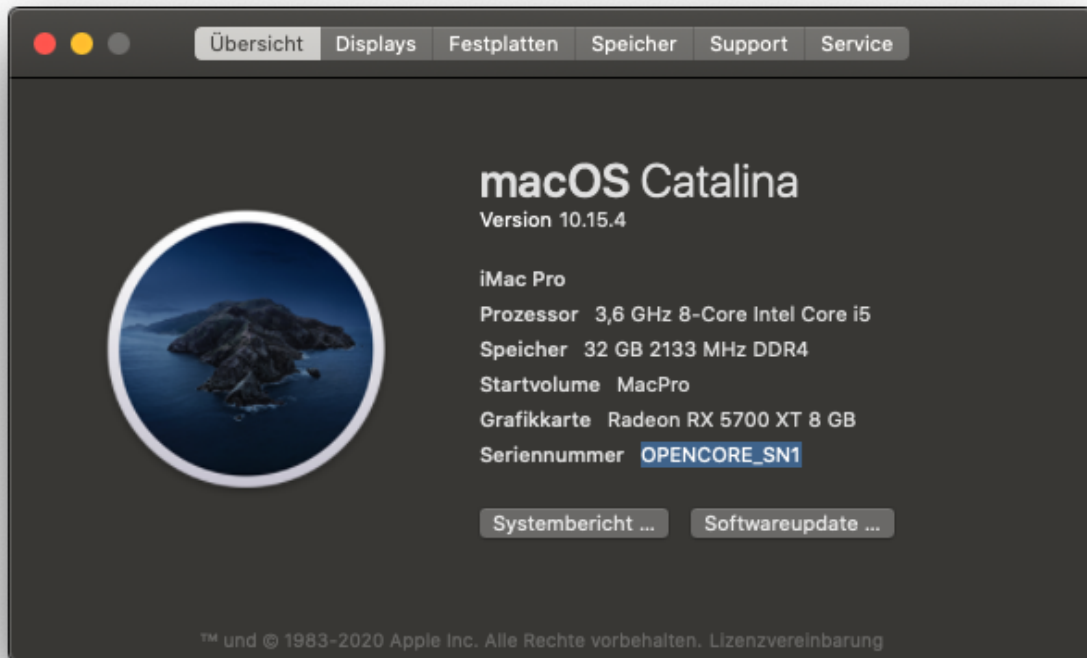 Übersicht Displays Festplatten Speicher Support Service
macOS Catalina
Version 10.15.4
iMac Pro
Prozessor 3,6 GHz 8-Core Intel Core i5
Speicher 32 GB 2133 MHz DDR4
Startvolume MacPro
Grafikkarte Radeon RX 5700 XT 8 GB
Seriennummer OPENCORE_SN1
Systembericht ... Softwareupdate ...
™ und © 1983-2020 Apple Inc. Alle Rechte vorbehalten. Lizenzvereinbarung